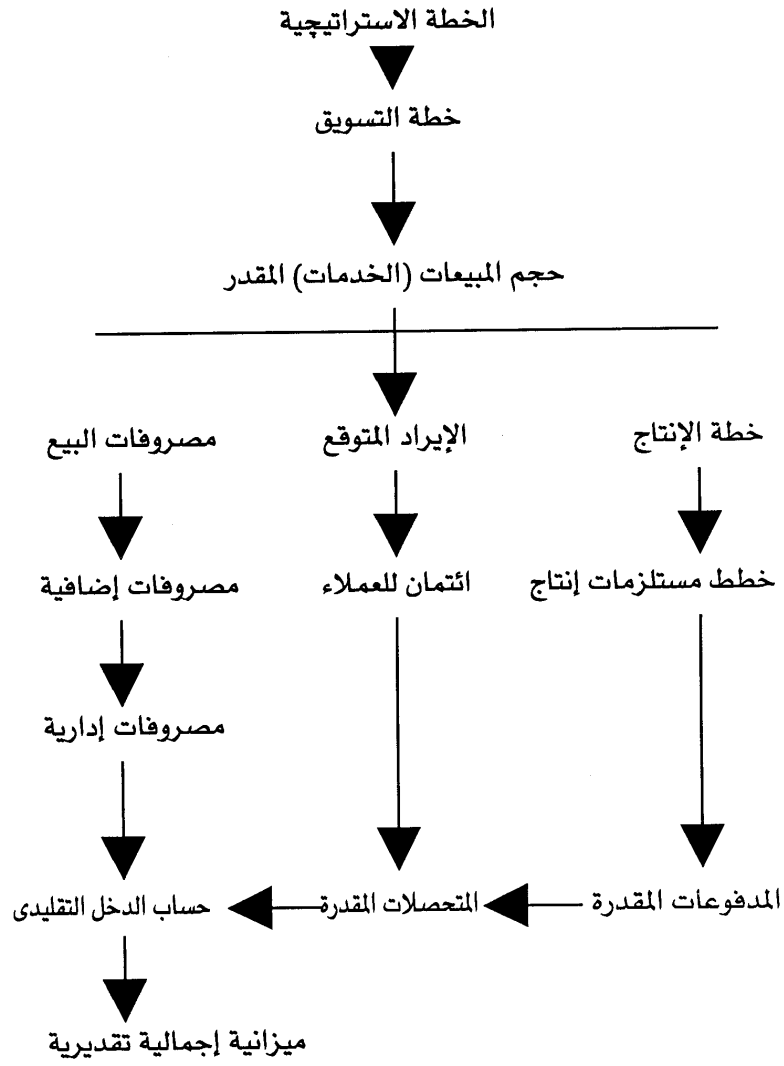 الخطة الاستراتيچية
خطة التسويق
حجم المبيعات (الخدمات) المقدر
خطة الإنتاج
الإيراد المتوقع
مصروفات البيع
خطط مستلزمات إنتاج
ائتمان للعملاء
مصروفات إضافية
مصروفات إدارية
المدفوعات المقدرة
المتحصلات المقدرة
حساب الدخل التقليدى
ميزانية إجمالية تقديرية